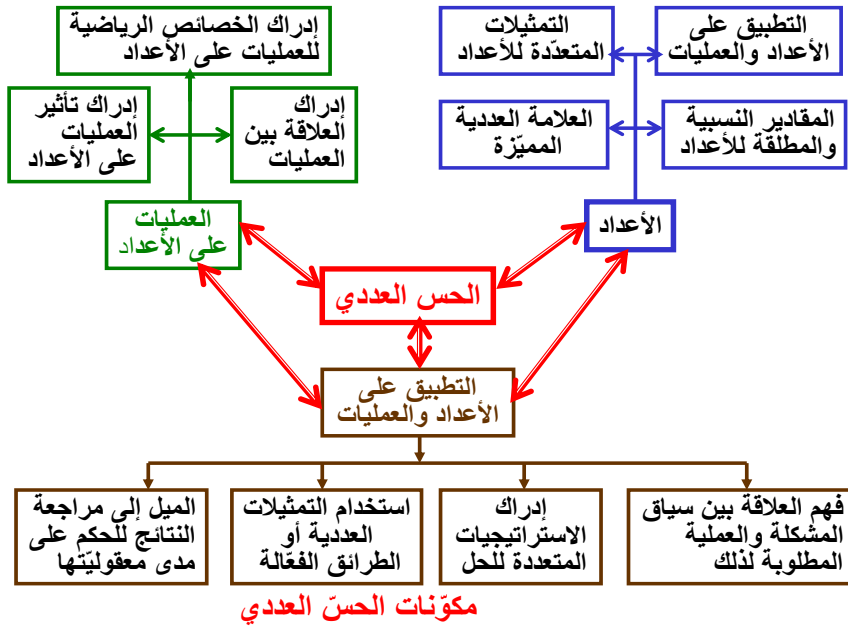 التطبيق على
الأعداد والعمليات
التمثيلات
المتعدّدة للأعداد
إدراك الخصائص الرياضية
للعمليات على الأعداد
المقادير النسبية
والمطلقة للأعداد
العلامة العددية
المميّزة
إدراك
العلاقة بين
العمليات
إدراك تأثير
العمليات
على الأعداد
الأعداد
العمليات
على الأعداد
الحس العددي
التطبيق على
الأعداد والعمليات
فهم العلاقة بين سياق
المشكلة والعملية
المطلوبة لذلك
إدراك
الاستراتيجيات
المتعددة للحل
استخدام التمثيلات
العددية أو
الطرائق الفعّالة
الميل إلى مراجعة
النتائج للحكم على
مدى معقوليّتها
مكوّنات الحسّ العددي